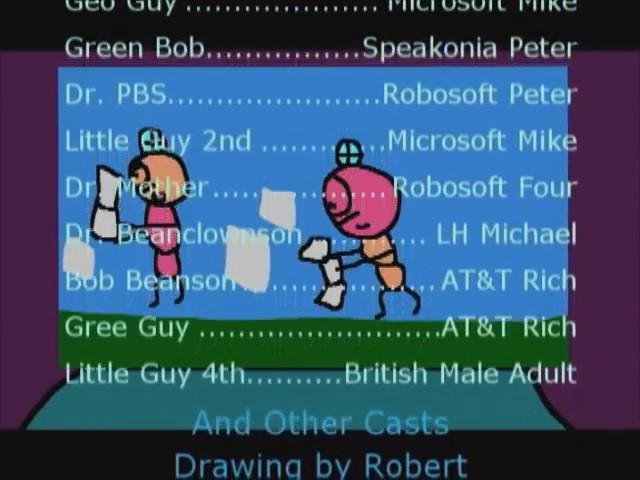 Geo Guy ..................... Microsoft Mike
Green Bob................Speakonia Peter
Dr. PBS......................Robosoft Peter
Little Guy 2nd .............Microsoft Mike
Dr. Mother..................Robosoft Four
Dr. Beanclownson............. LH Michael
Bob Beanson.....................AT&T Rich
Gree Guy .........................AT&T Rich
Little Guy 4th..........British Male Adult
And Other Casts
Drawing by Robert